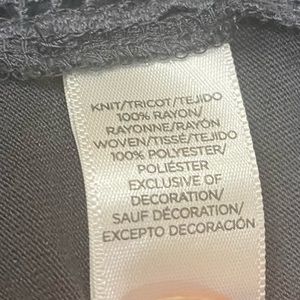 KNIT/TRICOT/TEJIDO
100% RAYON/
RAYONNE/RAYÓN
WOVEN/TISSÉ/TEJIDO
100% POLYESTER/
POLIÉSTER
EXCLUSIVE OF
DECORATION/
SAUF DÉCORATION/
EXCEPTO DECORACIÓN